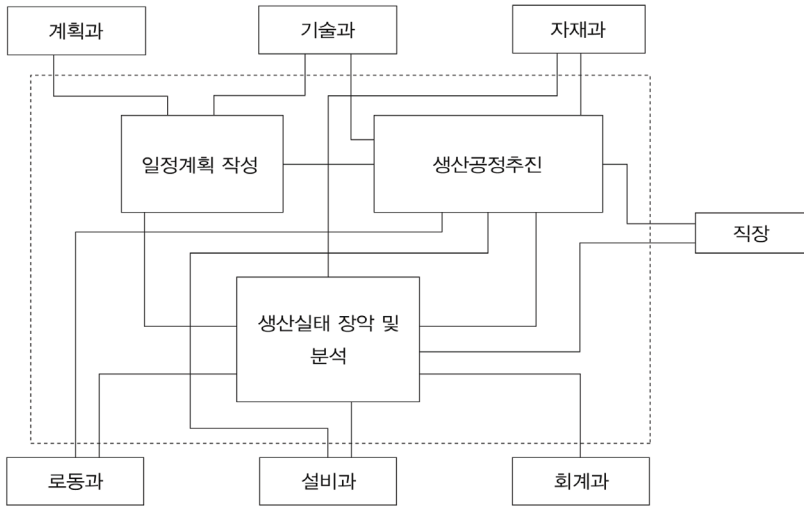 계획과
기술과
자재과
일정계획 작성
생산공정추진
직장
생산실태 장악 및
분석
로동과
설비과
회계과